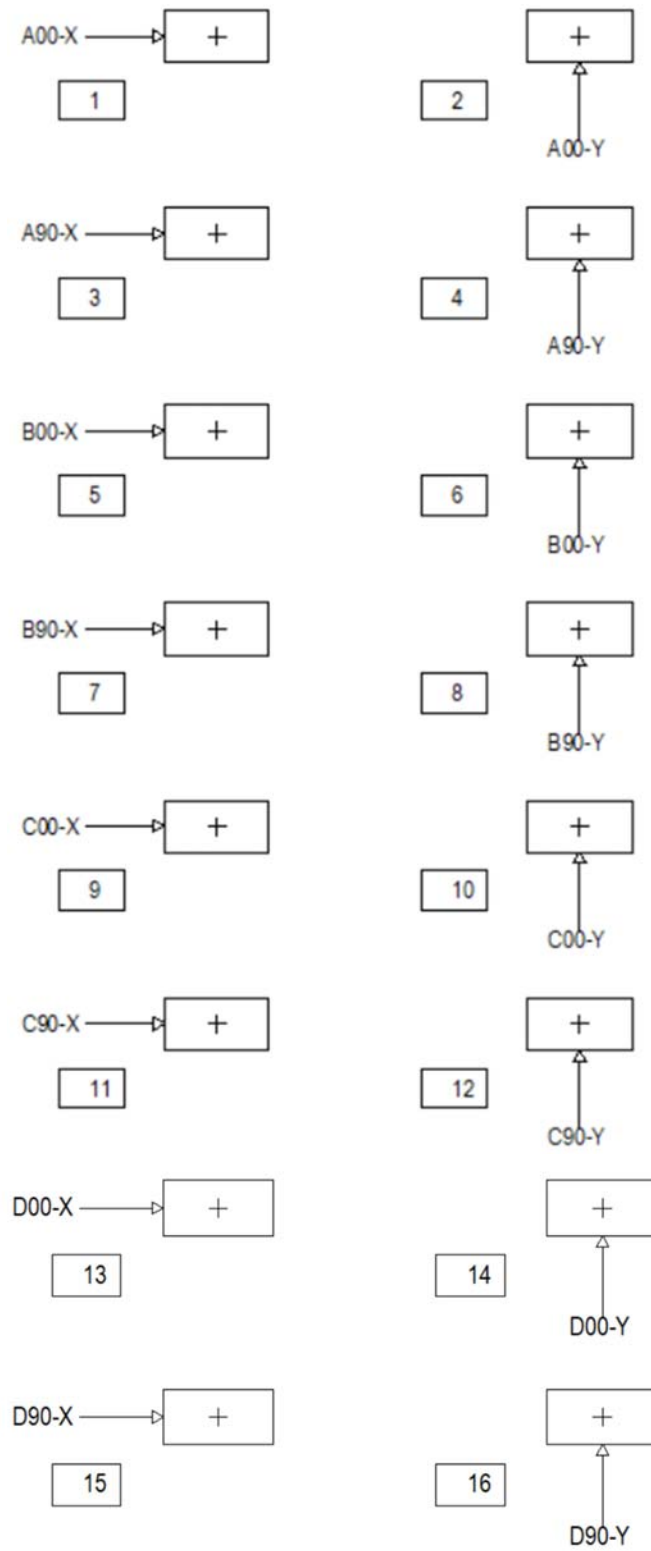 A00-X
+
+
1
2
A00-Y
A90-X
+
+
3
4
A90-Y
B00-X
+
+
5
6
B00-Y
B90-X
+
+
7
8
B90-Y
C00-X
+
+
9
10
C00-Y
C90-X
+
+
11
12
C90-Y
D00-X
+
+
13
14
D00-Y
D90-X
+
+
15
16
D90-Y